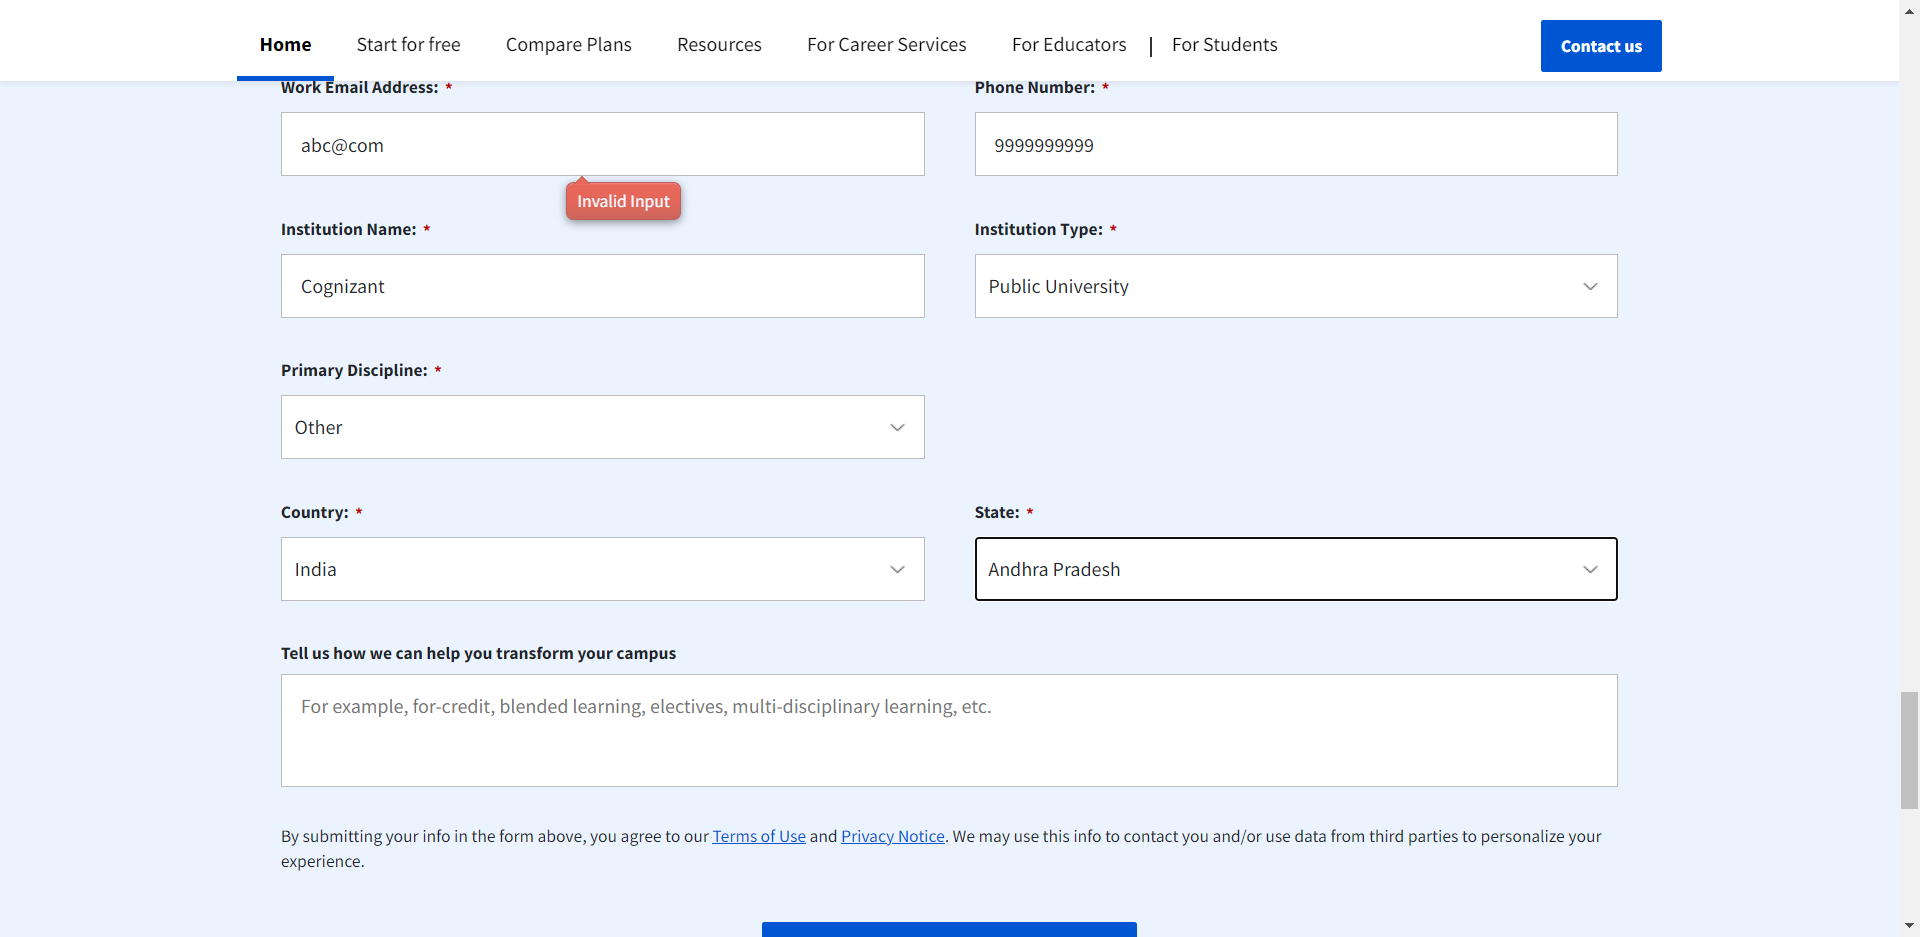 Home Start for free Compare Plans Resources For Career Services For Educators | For Students Contact us
Work Email Address: * Phone Number: *
abc@com 9999999999
Invalid Input
Institution Name: * Institution Type: *
Cognizant Public University
Primary Discipline: *
Other
Country: * State: *
India Andhra Pradesh
Tell us how we can help you transform your campus
For example, for-credit, blended learning, electives, multi-disciplinary learning, etc.
By submitting your info in the form above, you agree to our Terms of Use and Privacy Notice. We may use this info to contact you and/or use data from third parties to personalize your
experience.